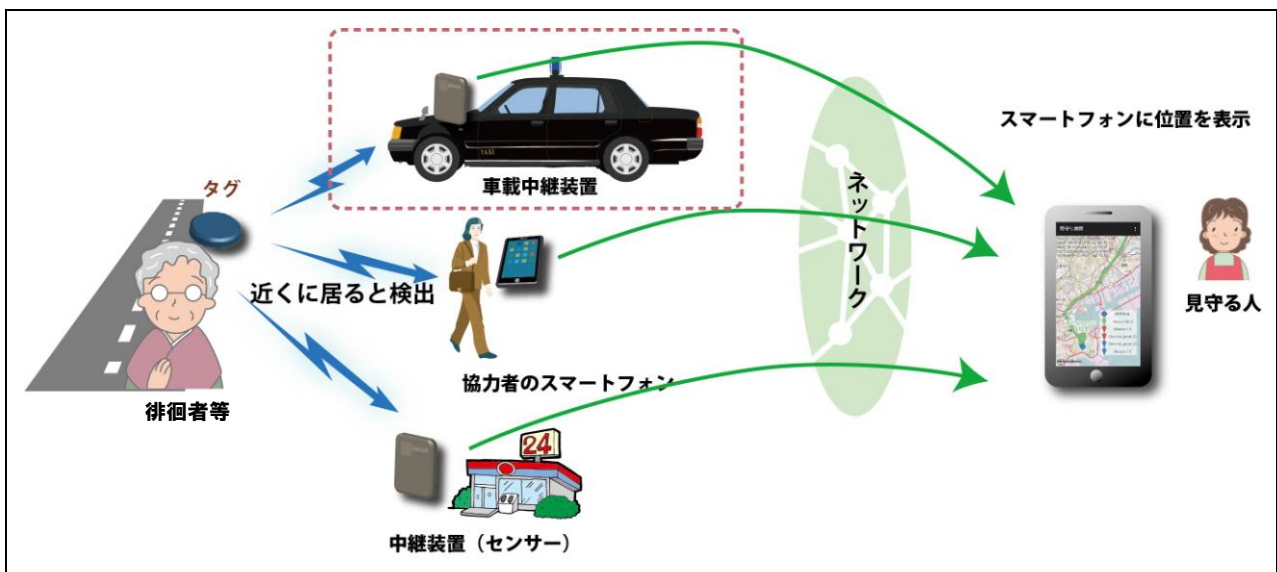 スマートフォンに位置を表示
TAXI
車載中継装置
タグ
ネットワーク
近くに居ると検出
見守る人
協力者のスマートフォン
徘徊者等
24
中継装置（センサー）